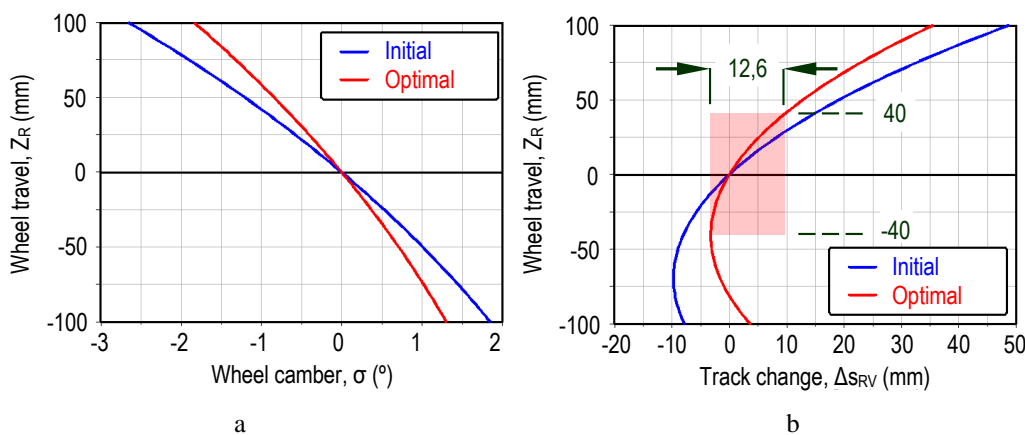 100
50
0
-50
-100
-3
-2
-1
0
1
2
Wheel travel, ZR (mm)
Wheel camber, σ (º)
Initial
Optimal
a
100
50
0
-50
-100
-20
-10
0
10
20
30
40
50
Wheel travel, ZR (mm)
Track change, ΔsRV (mm)
12,6
40
-40
Initial
Optimal
b